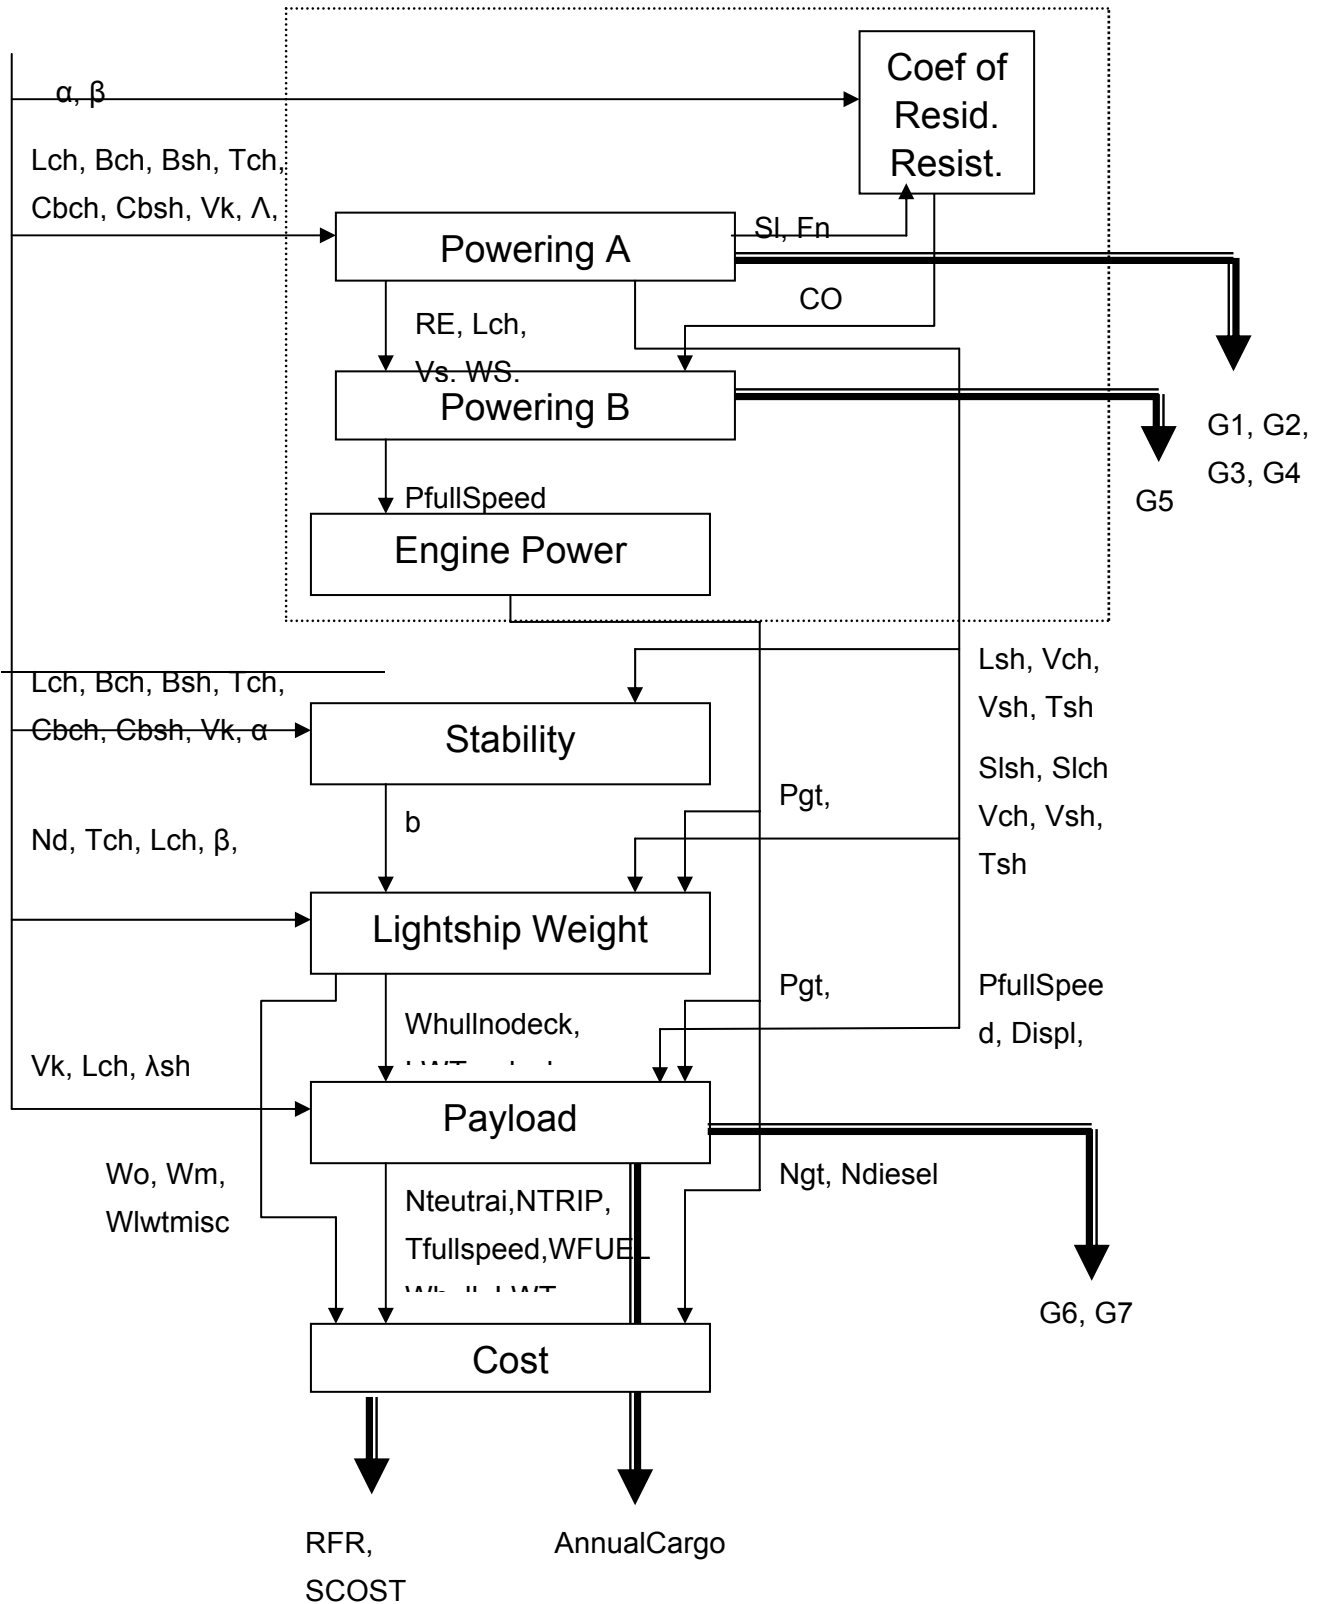 Coef of
Resid.
Resist.
α, β
Lch, Bch, Bsh, Tch,
Cbch, Cbsh, Vk, Λ,
Powering A
Sl, Fn
CO
RE, Lch,
Vs. WS.
Powering B
G1, G2,
G3, G4
G5
PfullSpeed
Engine Power
Lch, Bch, Bsh, Tch,
Cbch, Cbsh, Vk, α
Lsh, Vch,
Vsh, Tsh
Stability
Slsh, Slch
Vch, Vsh,
Tsh
Pgt,
b
Nd, Tch, Lch, β,
Lightship Weight
Pgt,
PfullSpee
d, Displ,
Whullnodeck,
Vk, Lch, λsh
Payload
Wo, Wm,
Wlwtmisc
Nteutrai,NTRIP,
Tfullspeed,WFUEL
Ngt, Ndiesel
G6, G7
Cost
RFR,
SCOST
AnnualCargo